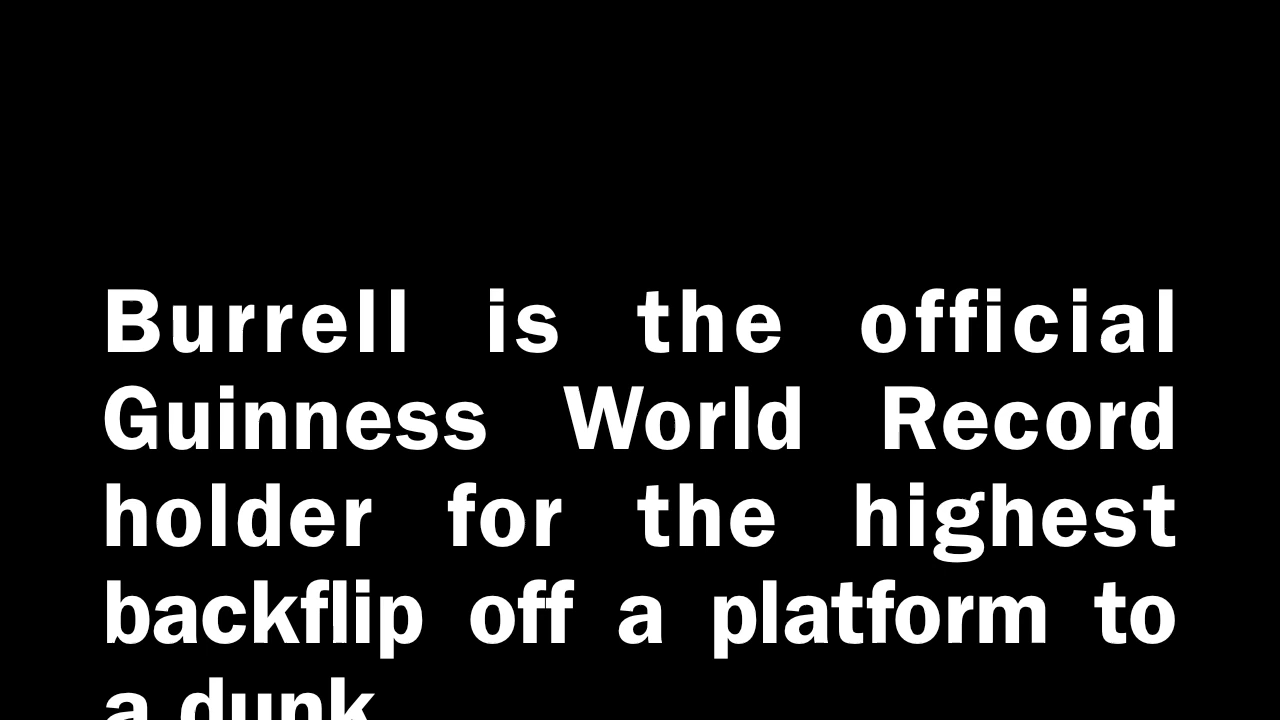 Burrell is the official
Guinness World Record
holder for the highest
backflip off a platform to
a dunk